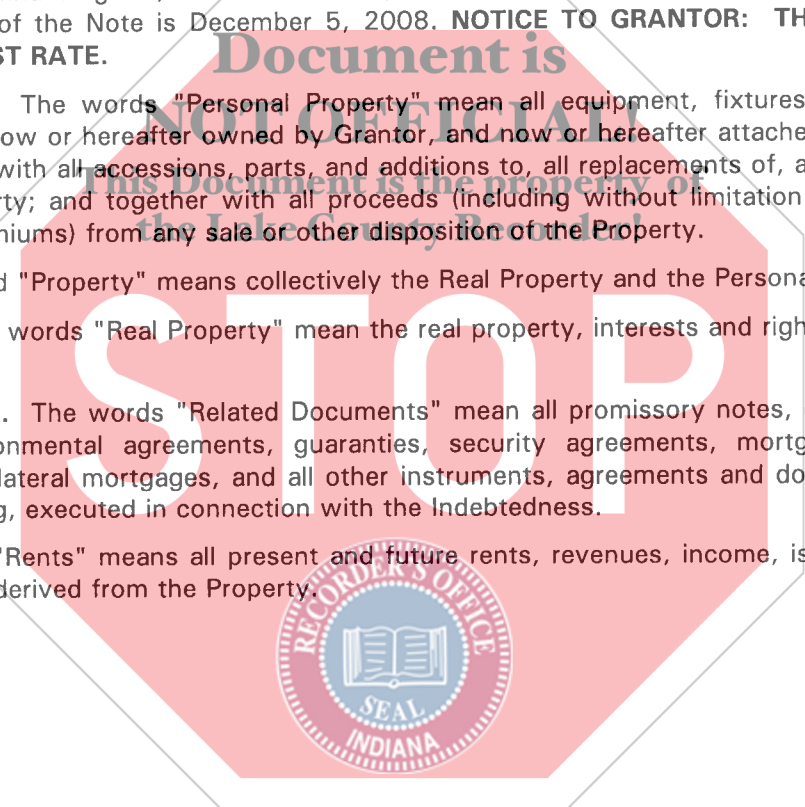 of the Note is December 5, 2008. NOTICE TO GRANTOR: TH
ST RATE.
Document is
The words "Personal Property" mean all equipment, fixtures
NOT OFFICIAL!
ow or hereafter owned by Grantor, and now or hereafter attache
with all accessions, parts, and additions to, all replacements of, a
This Document is the property of
rty; and together with all proceeds (including without limitation
the Lake County Recorder!
niums) from any sale or other disposition of the Property.
d "Property" means collectively the Real Property and the Persona
words "Real Property" mean the real property, interests and righ
STOP
. The words "Related Documents" mean all promissory notes,
onmental agreements, guaranties, security agreements, mortg
lateral mortgages, and all other instruments, agreements and do
g, executed in connection with the Indebtedness.
"Rents" means all present and future rents, revenues, income, is
derived from the Property.
RECORDER'S OFFICE
SEAL
INDIANA